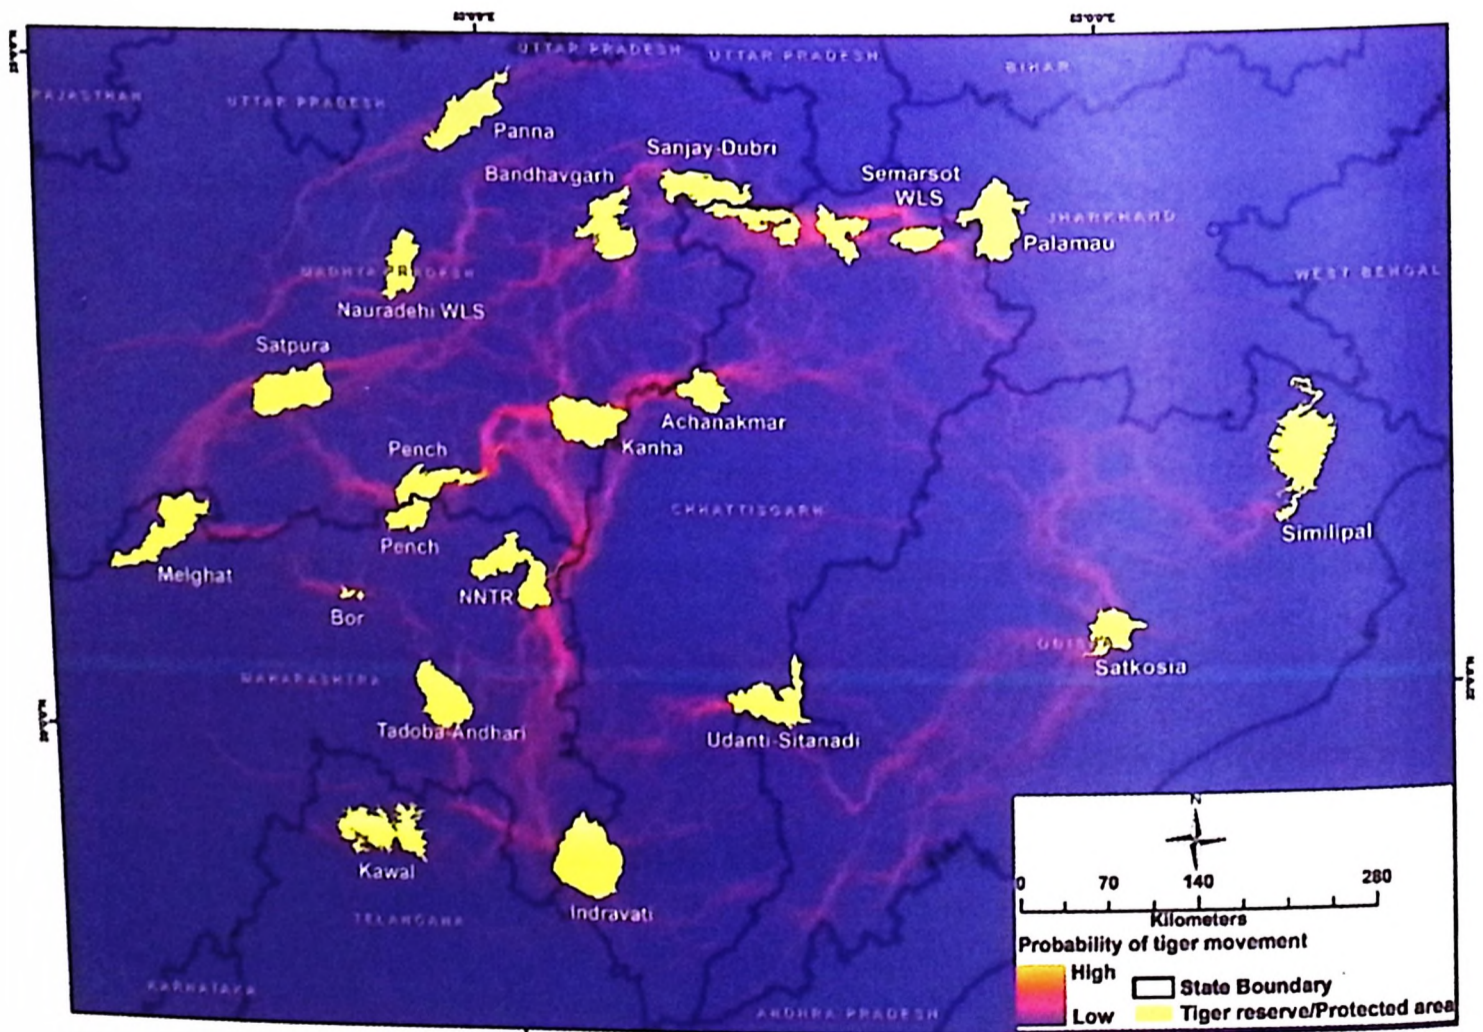 UTTAR PRADESH
UTTAR PRADESH
BIHAR
RAJASTHAN
UTTAR PRADESH
Panna
Sanjay-Dubri
Bandhavgarh
Semarsot
WLS
JHARKHAND
Palamau
WEST BENGAL
MADHYA PRADESH
Nauradehi WLS
Satpura
Achanakmar
Pench
Kanha
CHHATTISGARH
Similipal
Pench
Melghat
NNTR
Bor
ODISHA
Satkosia
MAHARASHTRA
Tadoba-Andhari
Udanti-Sitanadi
Kawal
Indravati
TELANGANA
KARNATAKA
ANDHRA PRADESH
N
0 70 140 280
Kilometers
Probability of tiger movement
High
Low
State Boundary
Tiger reserve/Protected area